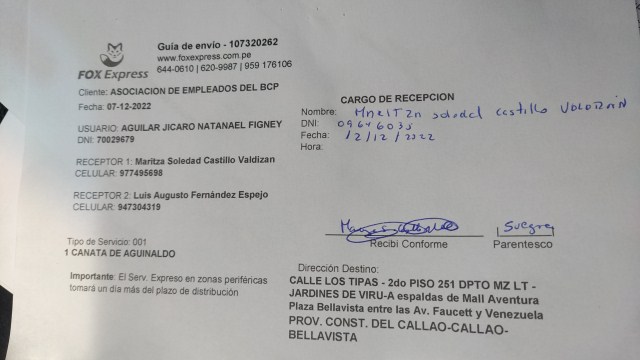 FOX Express
Guía de envío - 107320262
www.foxexpress.com.pe
644-0610 | 620-9987 | 959 176106
Cliente: ASOCIACION DE EMPLEADOS DEL BCP
Fecha: 07-12-2022
USUARIO: AGUILAR JICARO NATANAEL FIGNEY
DNI: 70029679
RECEPTOR 1: Maritza Soledad Castillo Valdizan
CELULAR: 977495698
RECEPTOR 2: Luis Augusto Fernández Espejo
CELULAR: 947304319
Tipo de Servicio: 001
1 CANATA DE AGUINALDO
Importante: El Serv. Expreso en zonas periféricas
tomará un día más del plazo de distribución
CARGO DE RECEPCION
Nombre: Soledad Castillo
DNI:
Fecha: 12/12/2022
Hora:
Suegra
Recibi Conforme Parentesco
Dirección Destino:
CALLE LOS TIPAS - 2do PISO 251 DPTO MZ LT -
JARDINES DE VIRU-A espaldas de Mall Aventura
Plaza Bellavista entre las Av. Faucett y Venezuela
PROV. CONST. DEL CALLAO-CALLAO-
BELLAVISTA